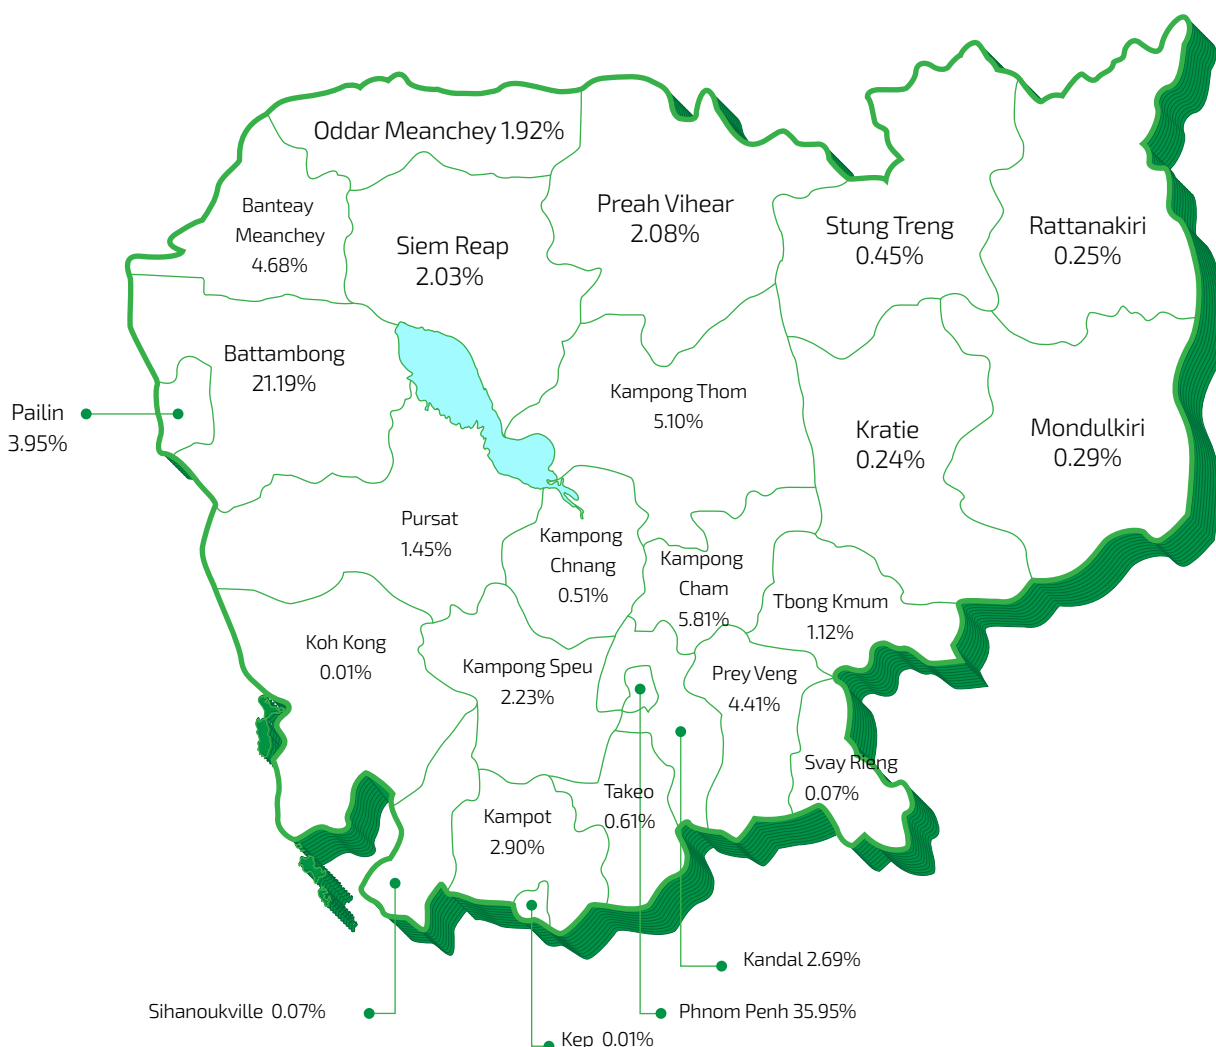 Oddar Meanchey 1.92%
Banteay
Meanchey
4.68%
Siem Reap
2.03%
Preah Vihear
2.08%
Stung Treng
0.45%
Rattanakiri
0.25%
Battambong
21.19%
Pailin
3.95%
Kampong Thom
5.10%
Kratie
0.24%
Mondulkiri
0.29%
Pursat
1.45%
Kampong
Chnang
0.51%
Kampong
Cham
5.81%
Tbong Kmum
1.12%
Koh Kong
0.01%
Kampong Speu
2.23%
Prey Veng
4.41%
Svay Rieng
0.07%
Takeo
0.61%
Kampot
2.90%
Kandal 2.69%
Sihanoukville 0.07%
Phnom Penh 35.95%
Kep 0.01%